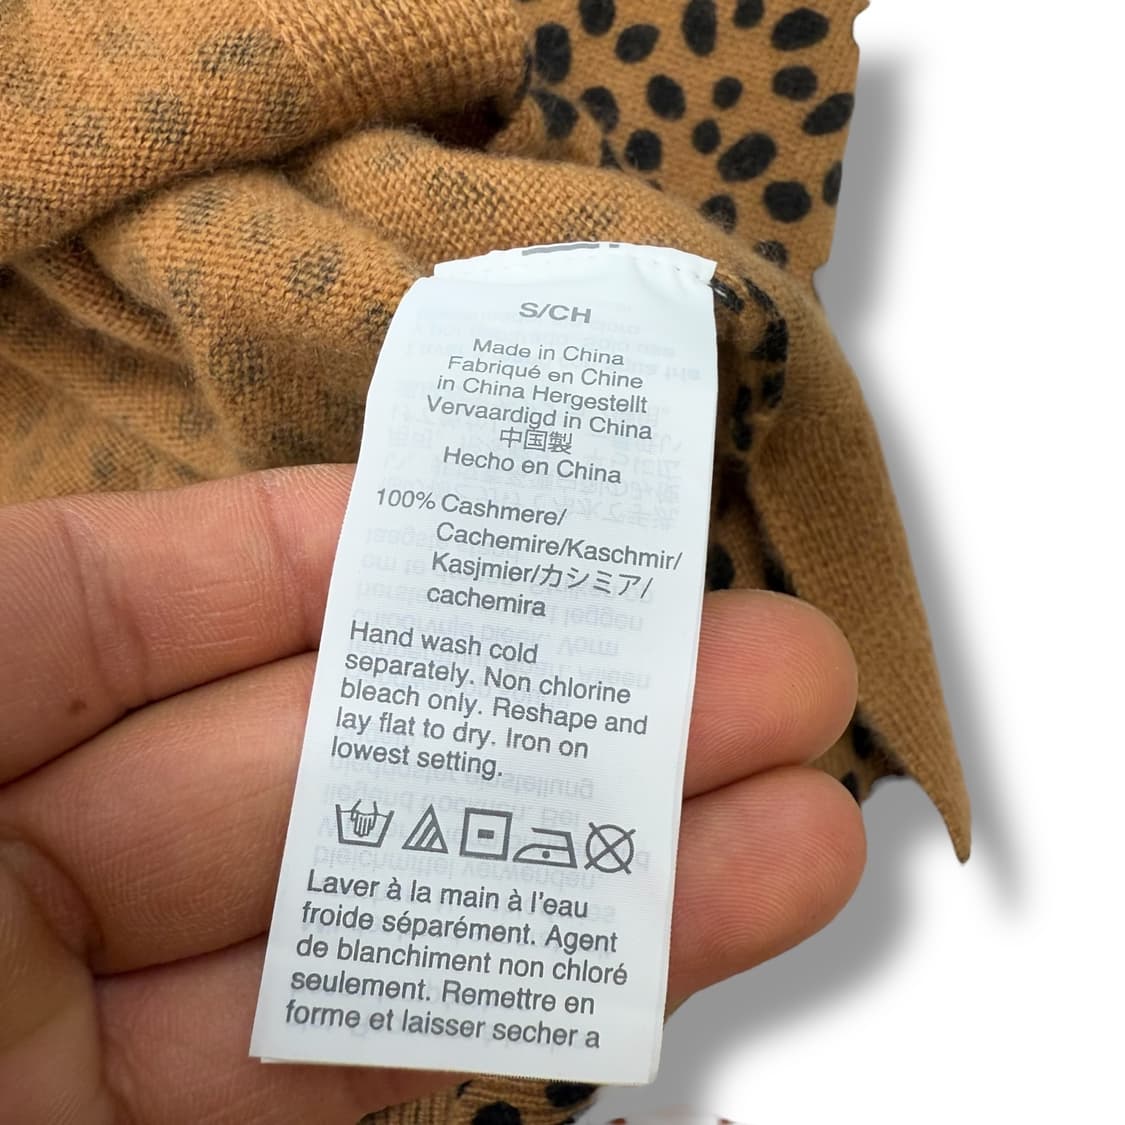 S/CH
Made in China
Fabriqué en Chine
in China Hergestellt
Vervaardigd in China
中国製
Hecho en China
100% Cashmere/
Cachemire/Kaschmir/
Kasjmier/カシミア/
cachemira
Hand wash cold
separately. Non chlorine
bleach only. Reshape and
lay flat to dry. Iron on
lowest setting.
Laver à la main à l'eau
froide séparément. Agent
de blanchiment non chloré
seulement. Remettre en
forme et laisser secher a